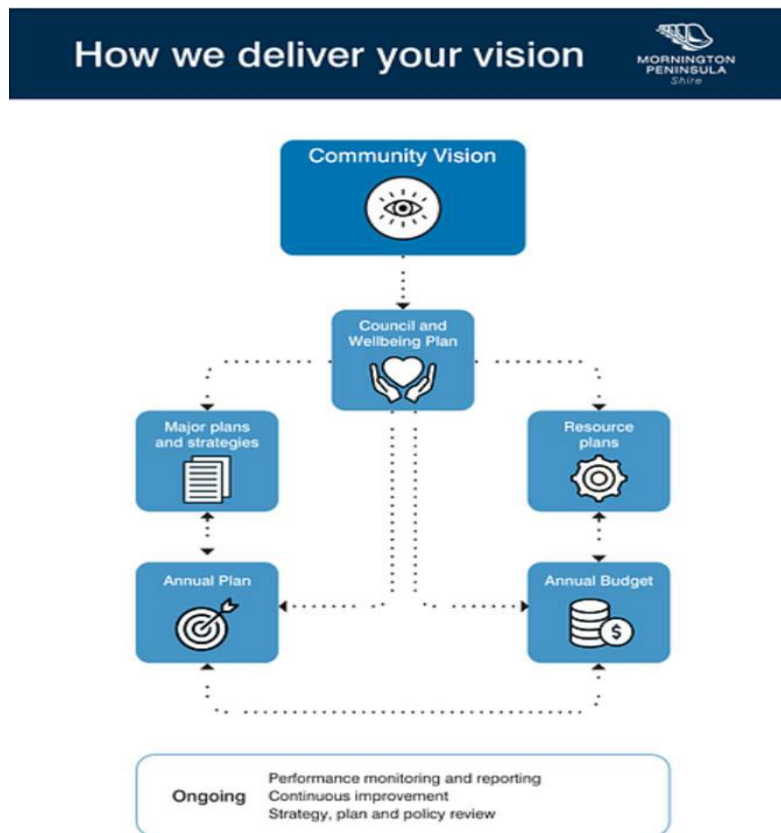 How we deliver your vision
MORNINGTON
PENINSULA
Shire
Community Vision
Council and
Wellbeing Plan
Major plans
and strategies
Resource
plans
Annual Plan
Annual Budget
$
Ongoing
Performance monitoring and reporting
Continuous improvement
Strategy, plan and policy review